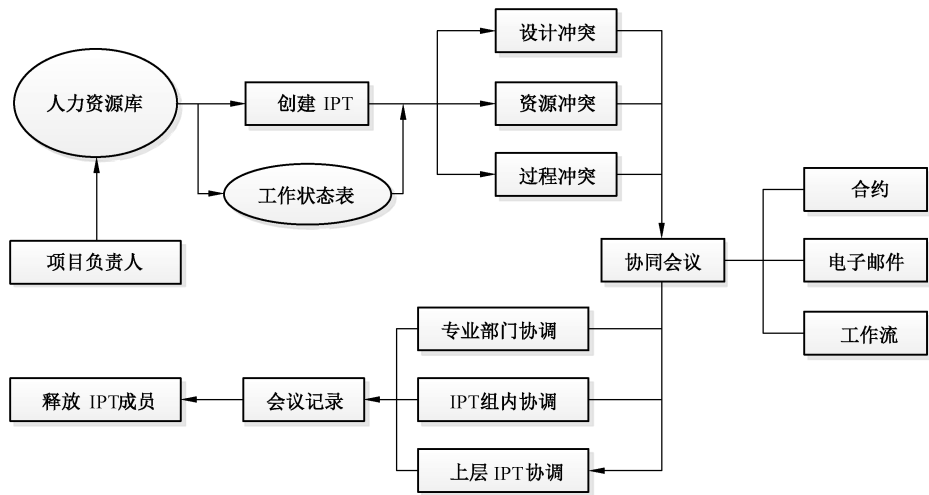 设计冲突
人力资源库
创建 IPT
资源冲突
工作状态表
过程冲突
合约
项目负责人
协同会议
电子邮件
专业部门协调
工作流
释放 IPT成员
会议记录
IPT组内协调
上层 IPT协调